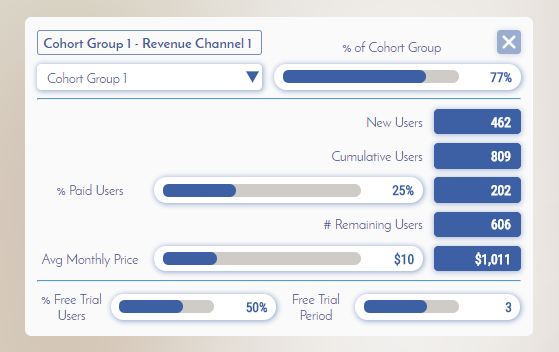 Cohort Group 1 - Revenue Channel 1
% of Cohort Group
Cohort Group 1
77%
New Users 462
Cumulative Users 809
% Paid Users 25% 202
# Remaining Users 606
Avg Monthly Price $10 $1,011
% Free Trial
Users
50%
Free Trial
Period
3